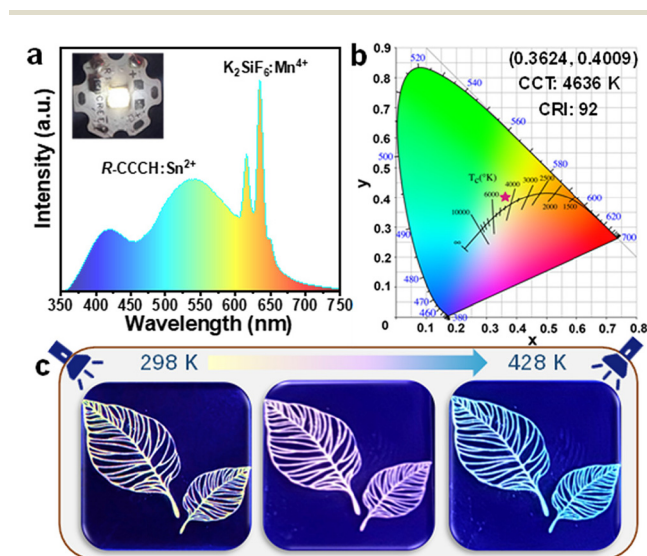 a
Intensity (a.u.)
K₂SiF₆:Mn⁴⁺
R-CCCH:Sn²⁺
350 400 450 500 550 600 650 700 750
Wavelength (nm)
b
(0.3624, 0.4009)
CCT: 4636 K
CRI: 92
y
0.9
0.8
0.7
0.6
0.5
0.4
0.3
0.2
0.1
0
0.1 0.2 0.3 0.4 0.5 0.6 0.7 0.8
x
520
540
560
500
580
600
620
700
490
480
470
460
380
Tc(°K)
10000
6000
4000
3000
2500
2000
1500
∞
c
298 K
428 K